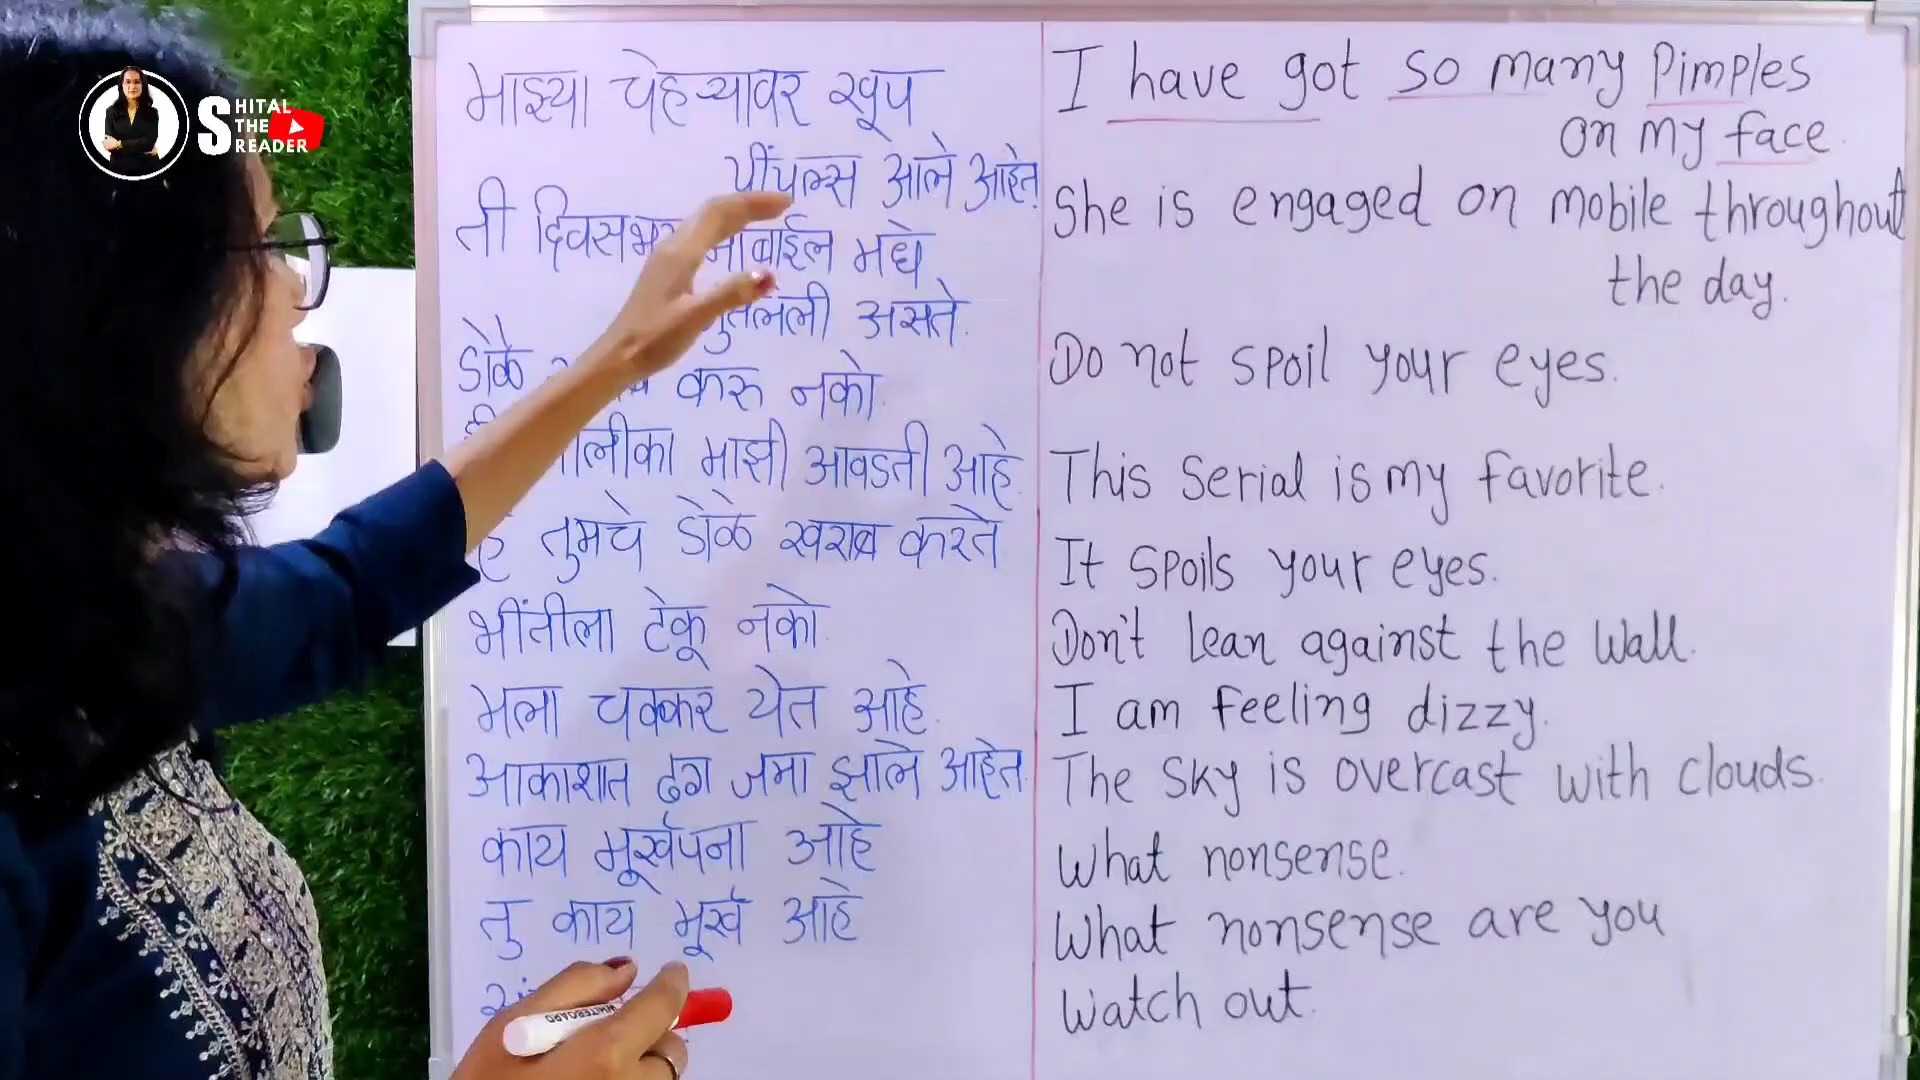 SHITAL
THE
READER
माझ्या चेहऱ्यावर खूप
पींपल्स आले आहेत.
ती दिवसभर मोबाईल मधे
गुंतलेली असते.
डोळे करु नको.
माझी आवडती आहे.
हे तुमचे डोळे खराब करते
भींतीला टेकू नको.
मला चक्कर येत आहे.
आकाशात ढग जमा झाले आहेत.
काय मूर्खपना आहे
तु काय मूर्ख आहे
I have got so many Pimples
on my face.
She is engaged on mobile throughout
the day.
Do not spoil your eyes.
This Serial is my favorite.
It spoils your eyes.
Don't lean against the wall.
I am feeling dizzy.
The sky is overcast with clouds.
What nonsense.
What nonsense are you
Watch out.
WHITEBOARD